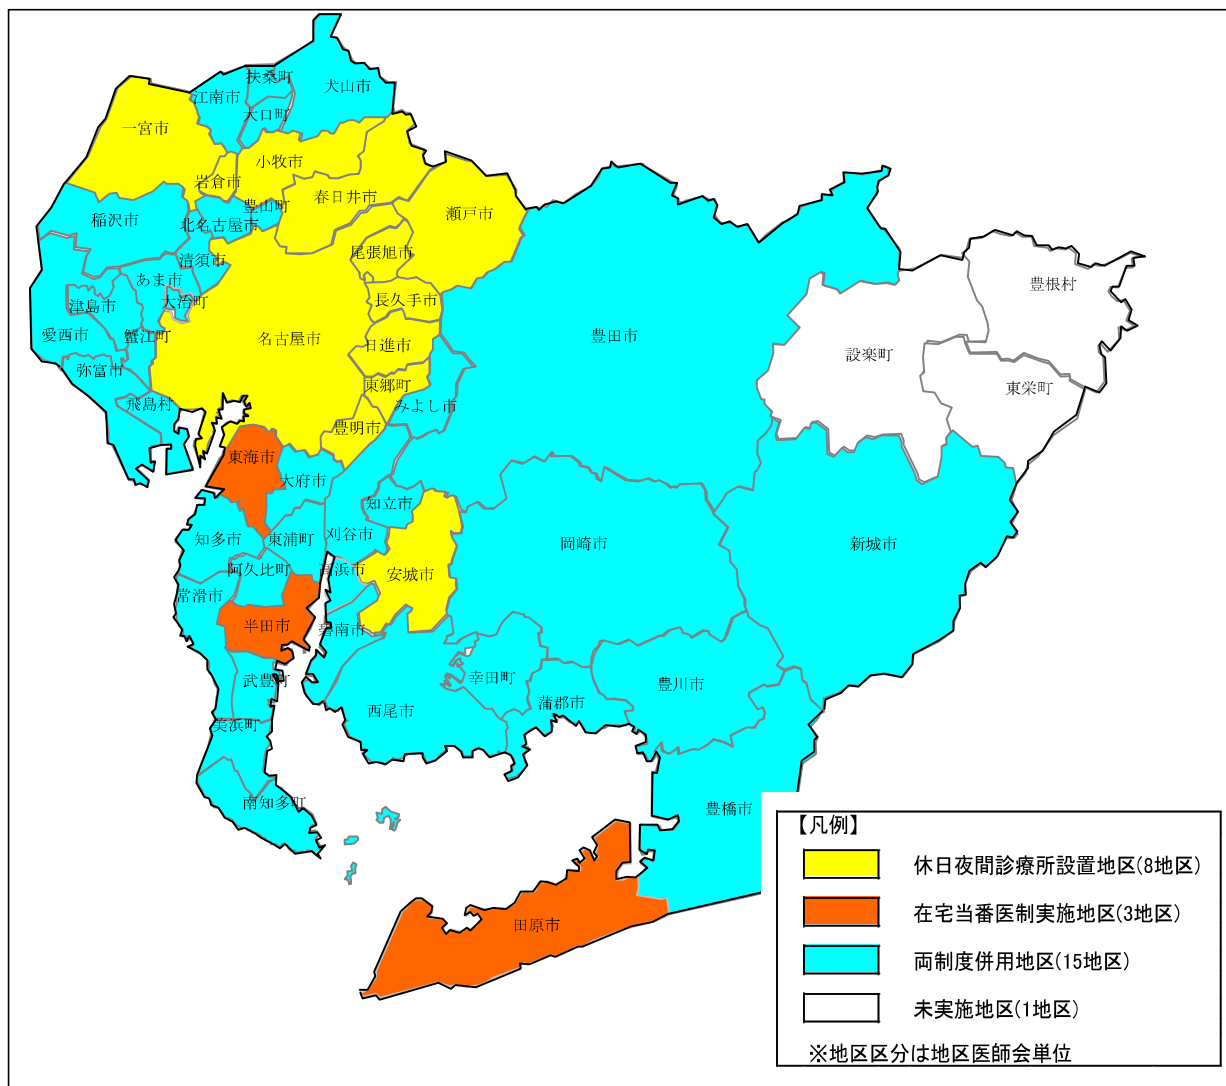 扶桑町
犬山市
江南市
大口町
一宮市
小牧市
岩倉市
春日井市
豊山町
瀬戸市
稲沢市
北名古屋市
尾張旭市
清須市
豊根村
あま市
大治町
長久手市
津島市
愛西市
蟹江町
名古屋市
豊田市
日進市
設楽町
弥富市
東郷町
東栄町
飛島村
みよし市
豊明市
東海市
大府市
知立市
知多市
東浦町
刈谷市
岡崎市
新城市
阿久比町
高浜市
安城市
常滑市
半田市
碧南市
武豊町
幸田町
豊川市
西尾市
蒲郡市
美浜町
南知多町
豊橋市
田原市
【凡例】
休日夜間診療所設置地区(8地区)
在宅当番医制実施地区(3地区)
両制度併用地区(15地区)
未実施地区(1地区)
※地区区分は地区医師会単位